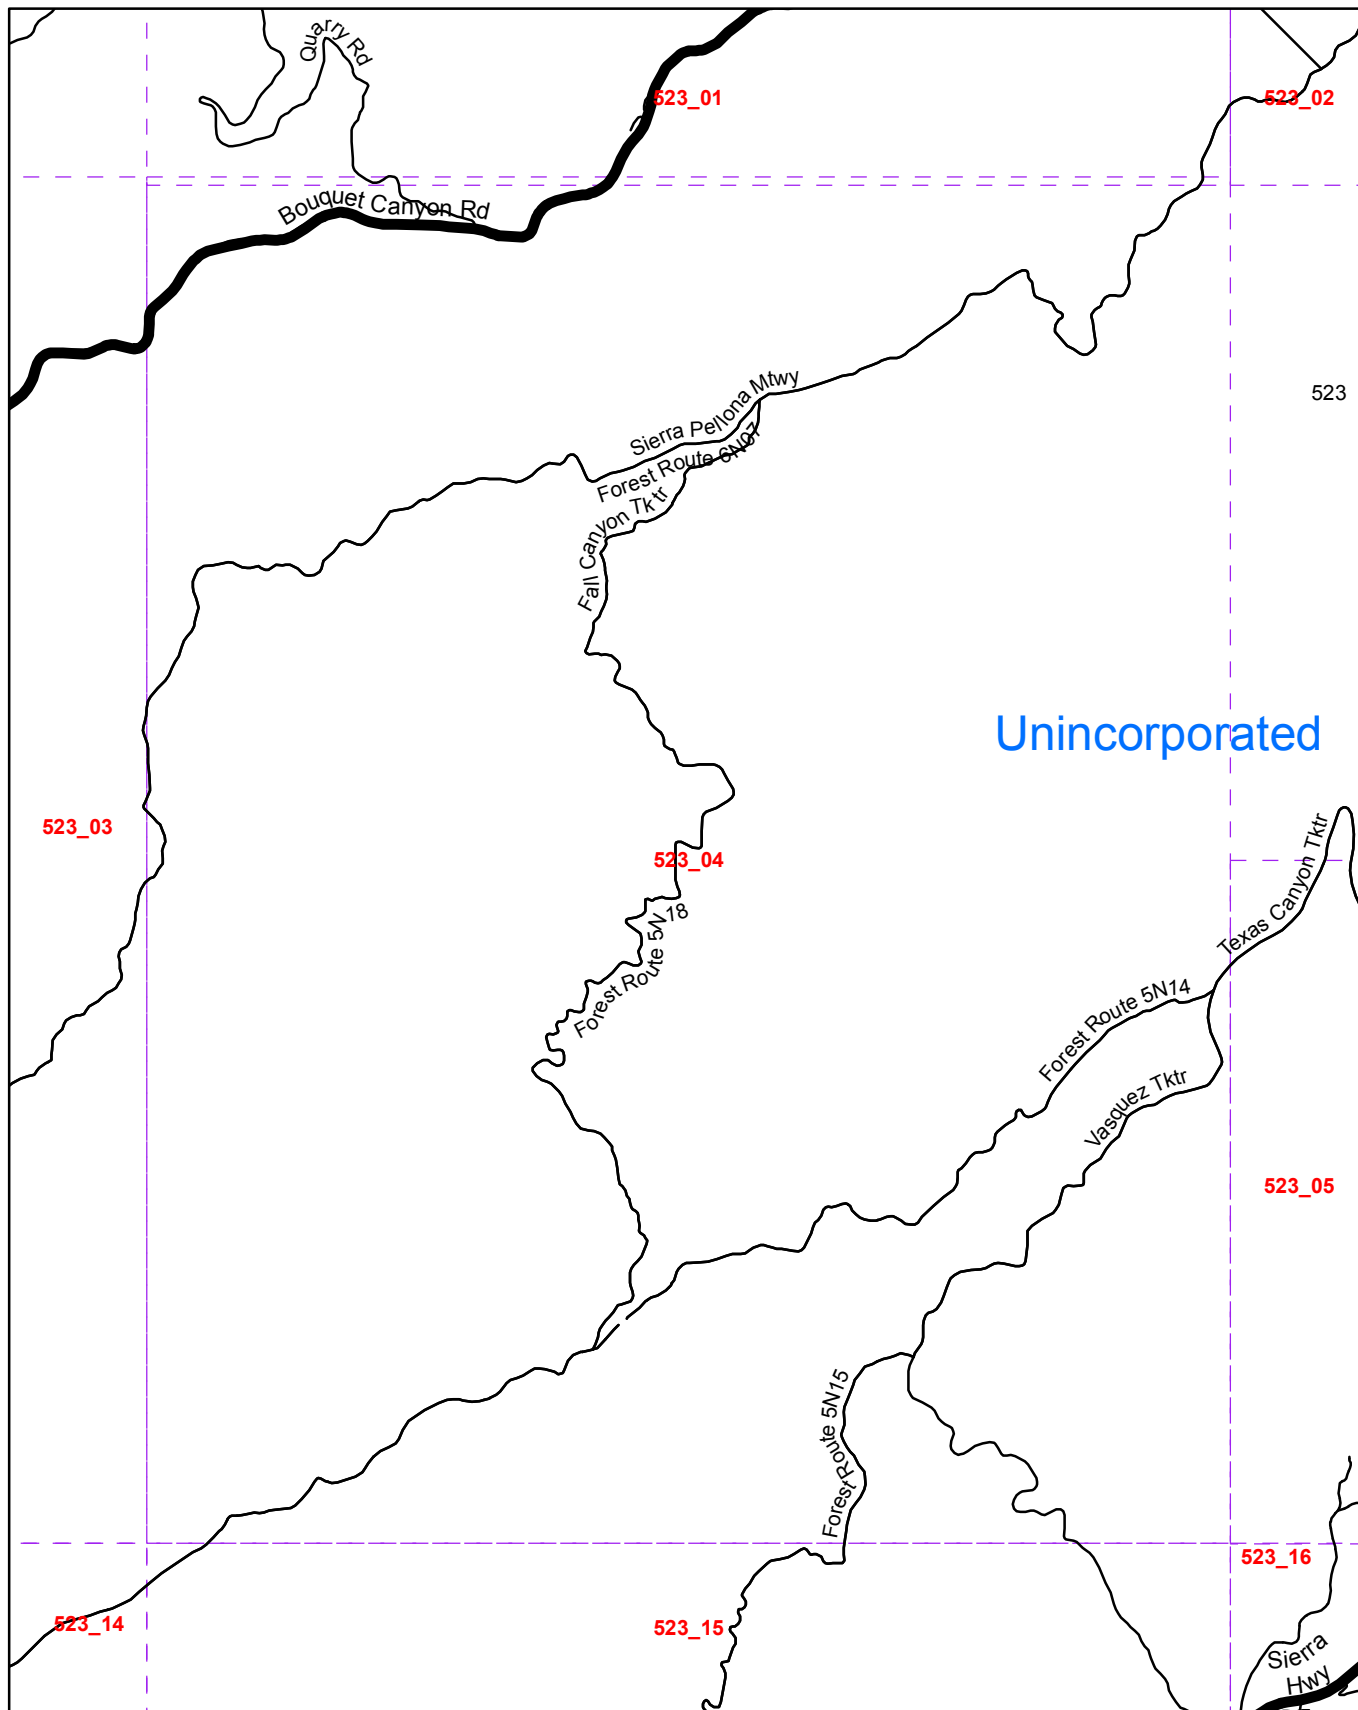 Quarry Rd
523_01
523_02
Bouquet Canyon Rd
523
Sierra Pellona Mtwy
Forest Route 6N07
Fall Canyon Tktr
Unincorporated
523_03
523_04
Texas Canyon Tktr
Forest Route 5N18
Forest Route 5N14
Vasquez Tktr
523_05
Forest Route 5N15
523_16
523_14
523_15
Sierra
Hwy